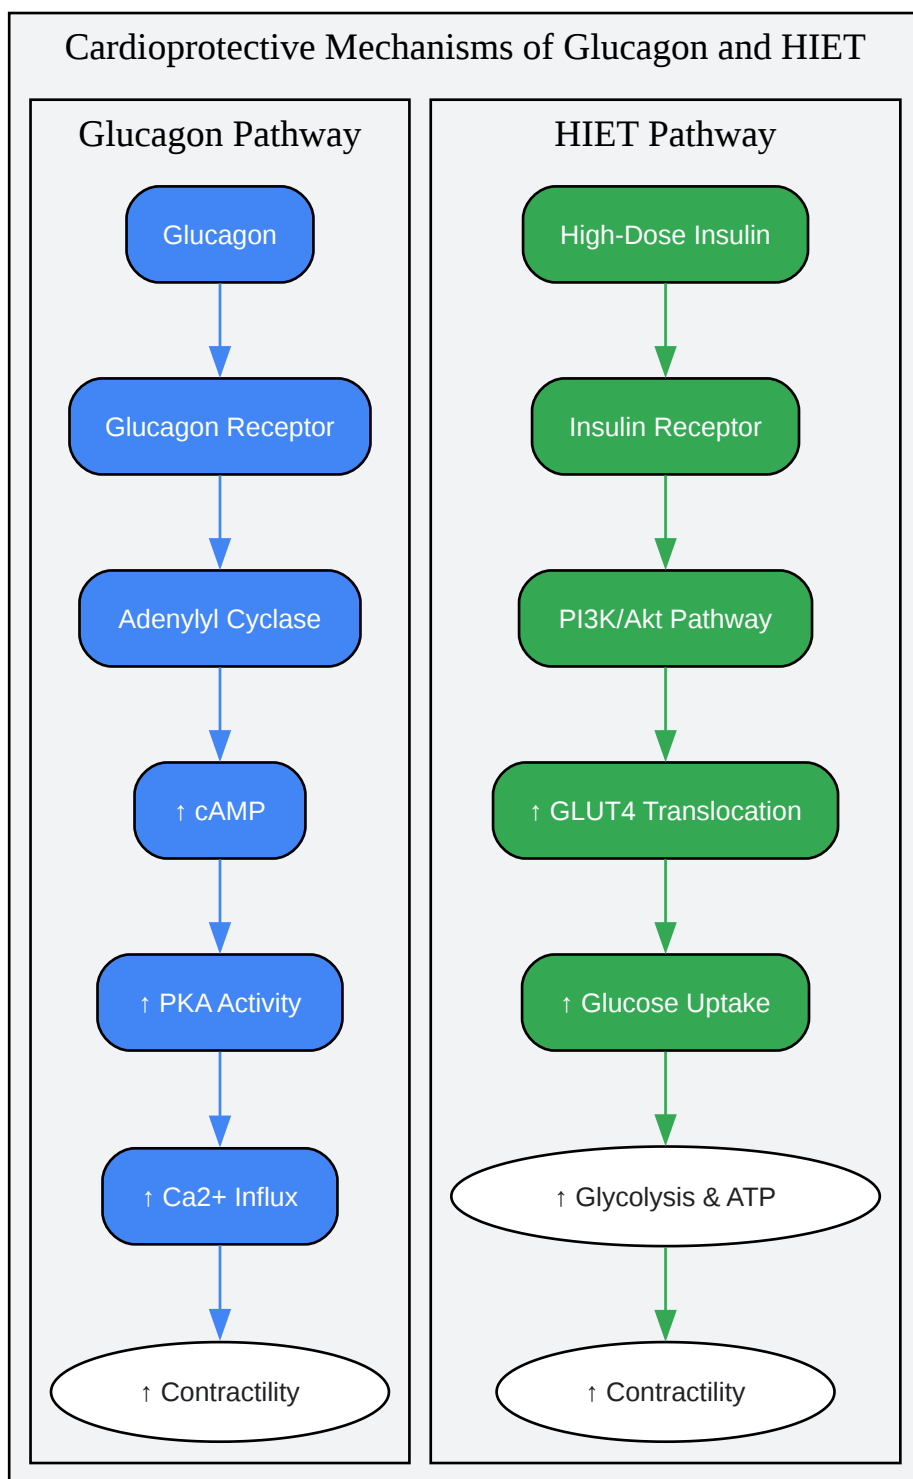 Cardioprotective Mechanisms of Glucagon and HIET
Glucagon Pathway
Glucagon
Glucagon Receptor
Adenylyl Cyclase
↑ cAMP
↑ PKA Activity
↑ Ca2+ Influx
↑ Contractility
HIET Pathway
High-Dose Insulin
Insulin Receptor
PI3K/Akt Pathway
↑ GLUT4 Translocation
↑ Glucose Uptake
↑ Glycolysis & ATP
↑ Contractility